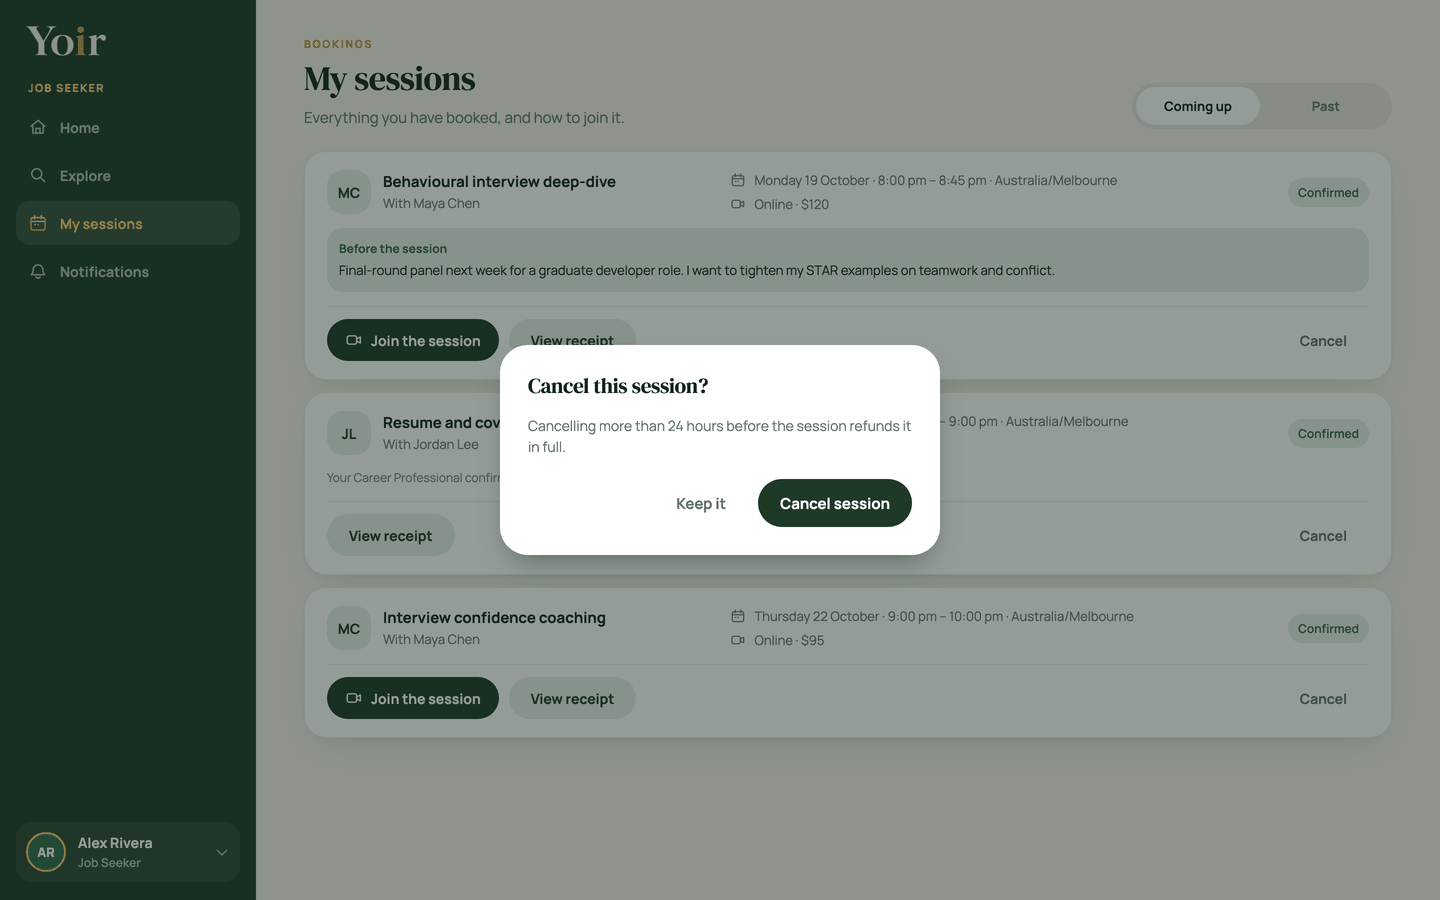 Yoir
JOB SEEKER
Home
Explore
My sessions
Notifications
AR
Alex Rivera
Job Seeker
BOOKINGS
My sessions
Everything you have booked, and how to join it.
Coming up
Past
MC
Behavioural interview deep-dive
With Maya Chen
Monday 19 October · 8:00 pm – 8:45 pm · Australia/Melbourne
Online · $120
Confirmed
Before the session
Final-round panel next week for a graduate developer role. I want to tighten my STAR examples on teamwork and conflict.
Join the session
View receipt
Cancel
Cancel this session?
Cancelling more than 24 hours before the session refunds it
in full.
Keep it
Cancel session
JL
Resume and
With Jordan Lee
– 9:00 pm · Australia/Melbourne
Confirmed
Your Career Professional
View receipt
Cancel
MC
Interview confidence coaching
With Maya Chen
Thursday 22 October · 9:00 pm – 10:00 pm · Australia/Melbourne
Online · $95
Confirmed
Join the session
View receipt
Cancel